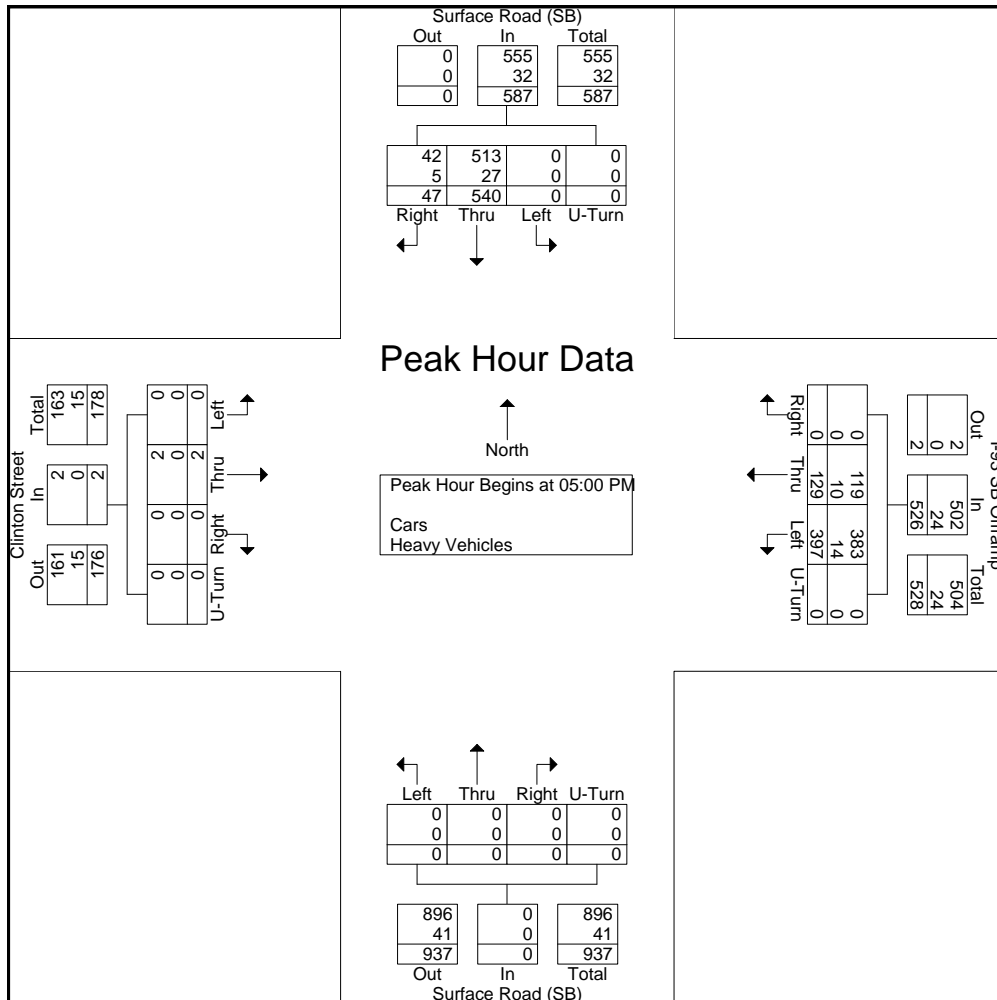 Surface Road (SB)
Out In Total
0 555 555
0 32 32
0 587 587
42 513 0 0
5 27 0 0
47 540 0 0
Right Thru Left U-Turn
Peak Hour Data
North
Peak Hour Begins at 05:00 PM
Cars
Heavy Vehicles
Clinton Street
Total In Out
163 2 161
15 0 15
178 2 176
0 2 0 0
0 0 0 0
0 2 0 0
Left Thru Right U-Turn
I-93 SB Offramp
Out In Total
2 502 504
0 24 24
2 526 528
0 119 383 0
0 10 14 0
0 129 397 0
Right Thru Left U-Turn
Left Thru Right U-Turn
0 0 0 0
0 0 0 0
0 0 0 0
896 0 896
41 0 41
937 0 937
Out In Total
Surface Road (SB)